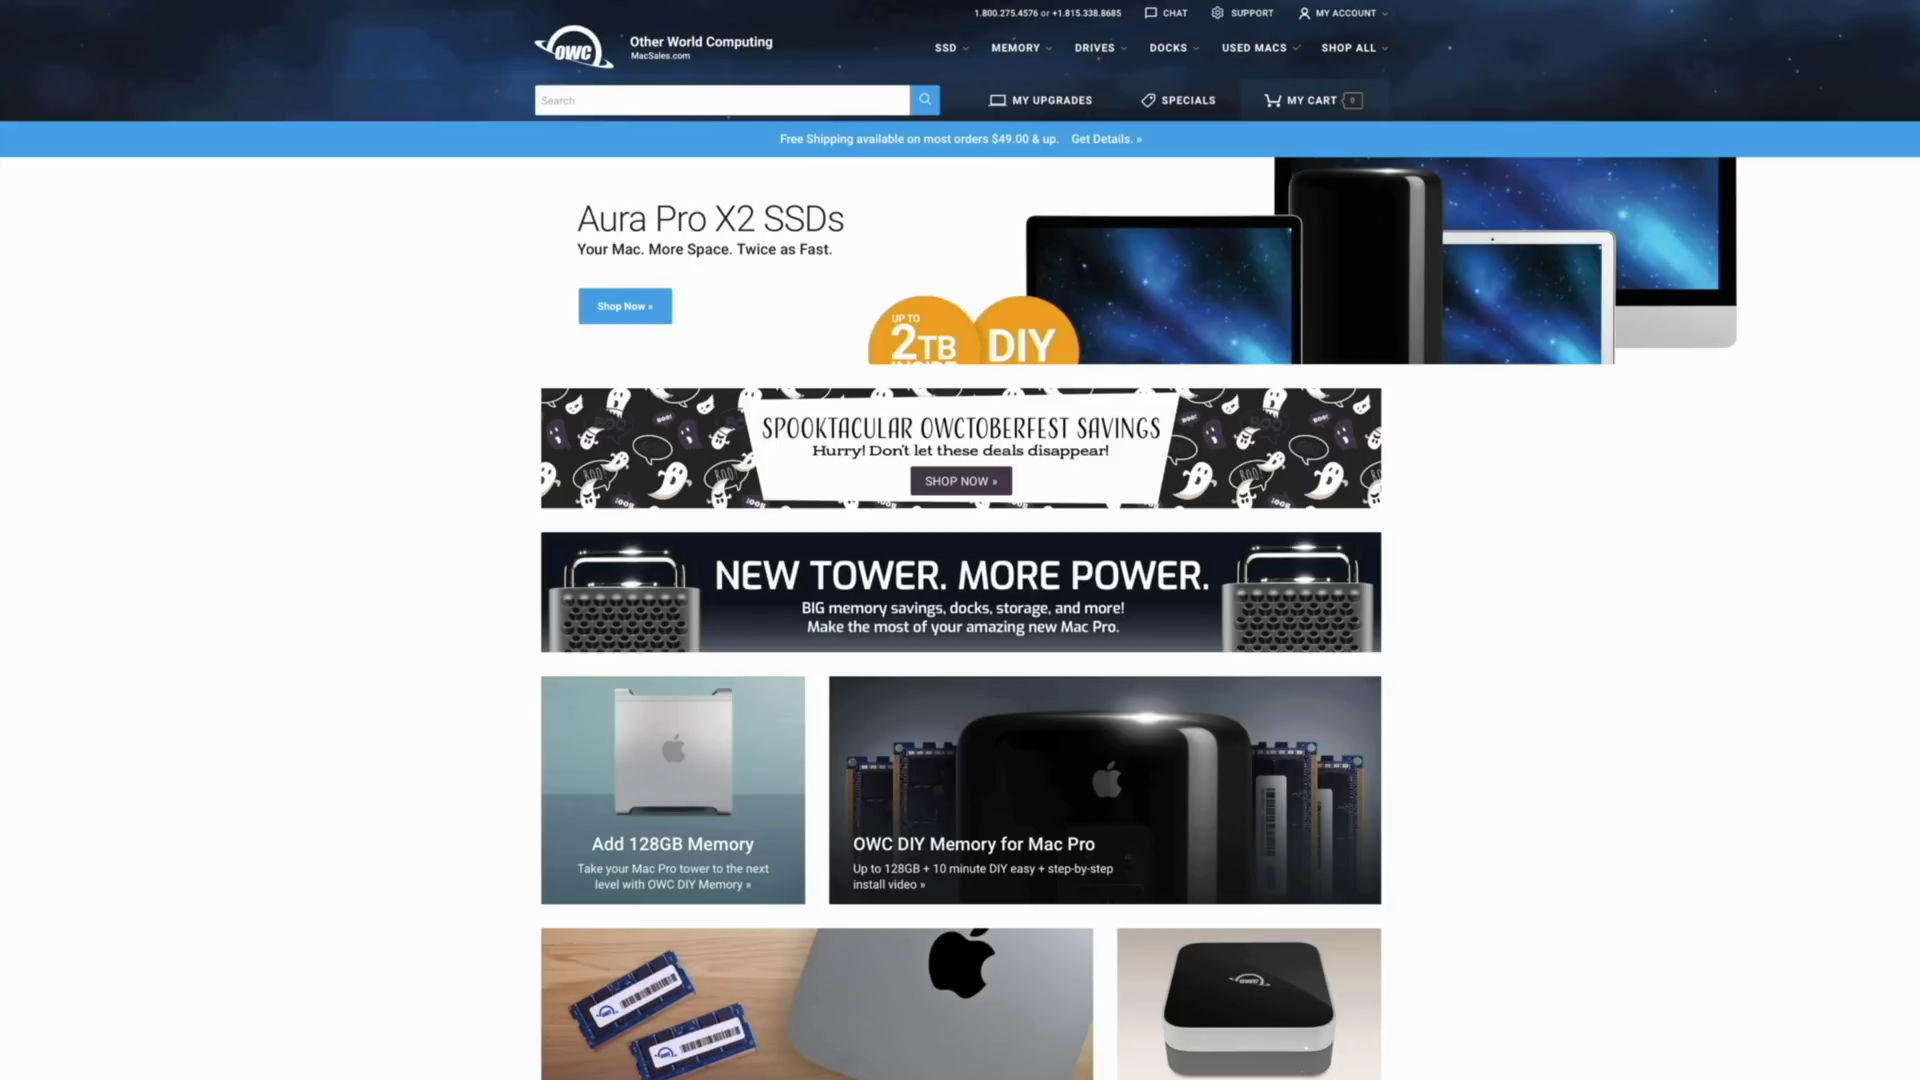 1.800.275.4576 or +1.815.338.8685
CHAT
SUPPORT
MY ACCOUNT
OWC
Other World Computing
MacSales.com
SSD
MEMORY
DRIVES
DOCKS
USED MACS
SHOP ALL
Search
MY UPGRADES
SPECIALS
MY CART
0
Free Shipping available on most orders $49.00 & up. Get Details. »
Aura Pro X2 SSDs
Your Mac. More Space. Twice as Fast.
Shop Now »
UP TO
2TB
DIY
SPOOKTACULAR OWCTOBERFEST SAVINGS
Hurry! Don't let these deals disappear!
SHOP NOW »
NEW TOWER. MORE POWER.
BIG memory savings, docks, storage, and more!
Make the most of your amazing new Mac Pro.
Add 128GB Memory
Take your Mac Pro tower to the next
level with OWC DIY Memory »
OWC DIY Memory for Mac Pro
Up to 128GB + 10 minute DIY easy + step-by-step
install video »
OWC
OWC
OWC